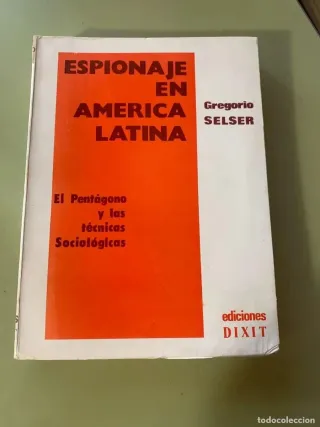 ESPIONAJE
EN
AMERICA
LATINA
Gregorio
SELSER
El Pentágono
y las
técnicas
Sociológicas
ediciones
DIXIT
todocoleccion